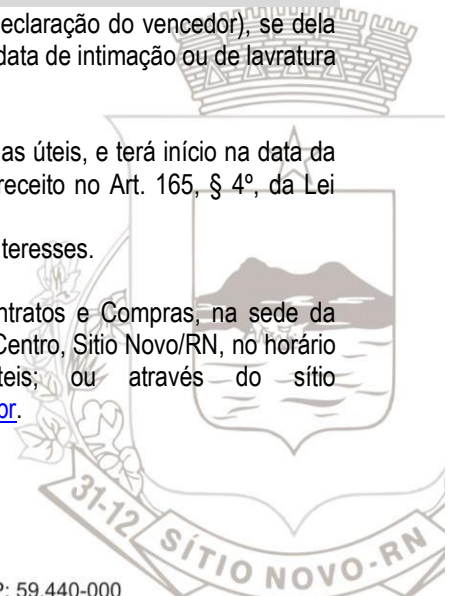 eclaração do vencedor), se dela
data de intimação ou de lavratura
as úteis, e terá início na data da
receito no Art. 165, § 4º, da Lei
nteresses.
ntratos e Compras, na sede da
Centro, Sitio Novo/RN, no horário
teis; ou através do sítio
or.
31-12 SÍTIO NOVO-RN
P: 59.440-000